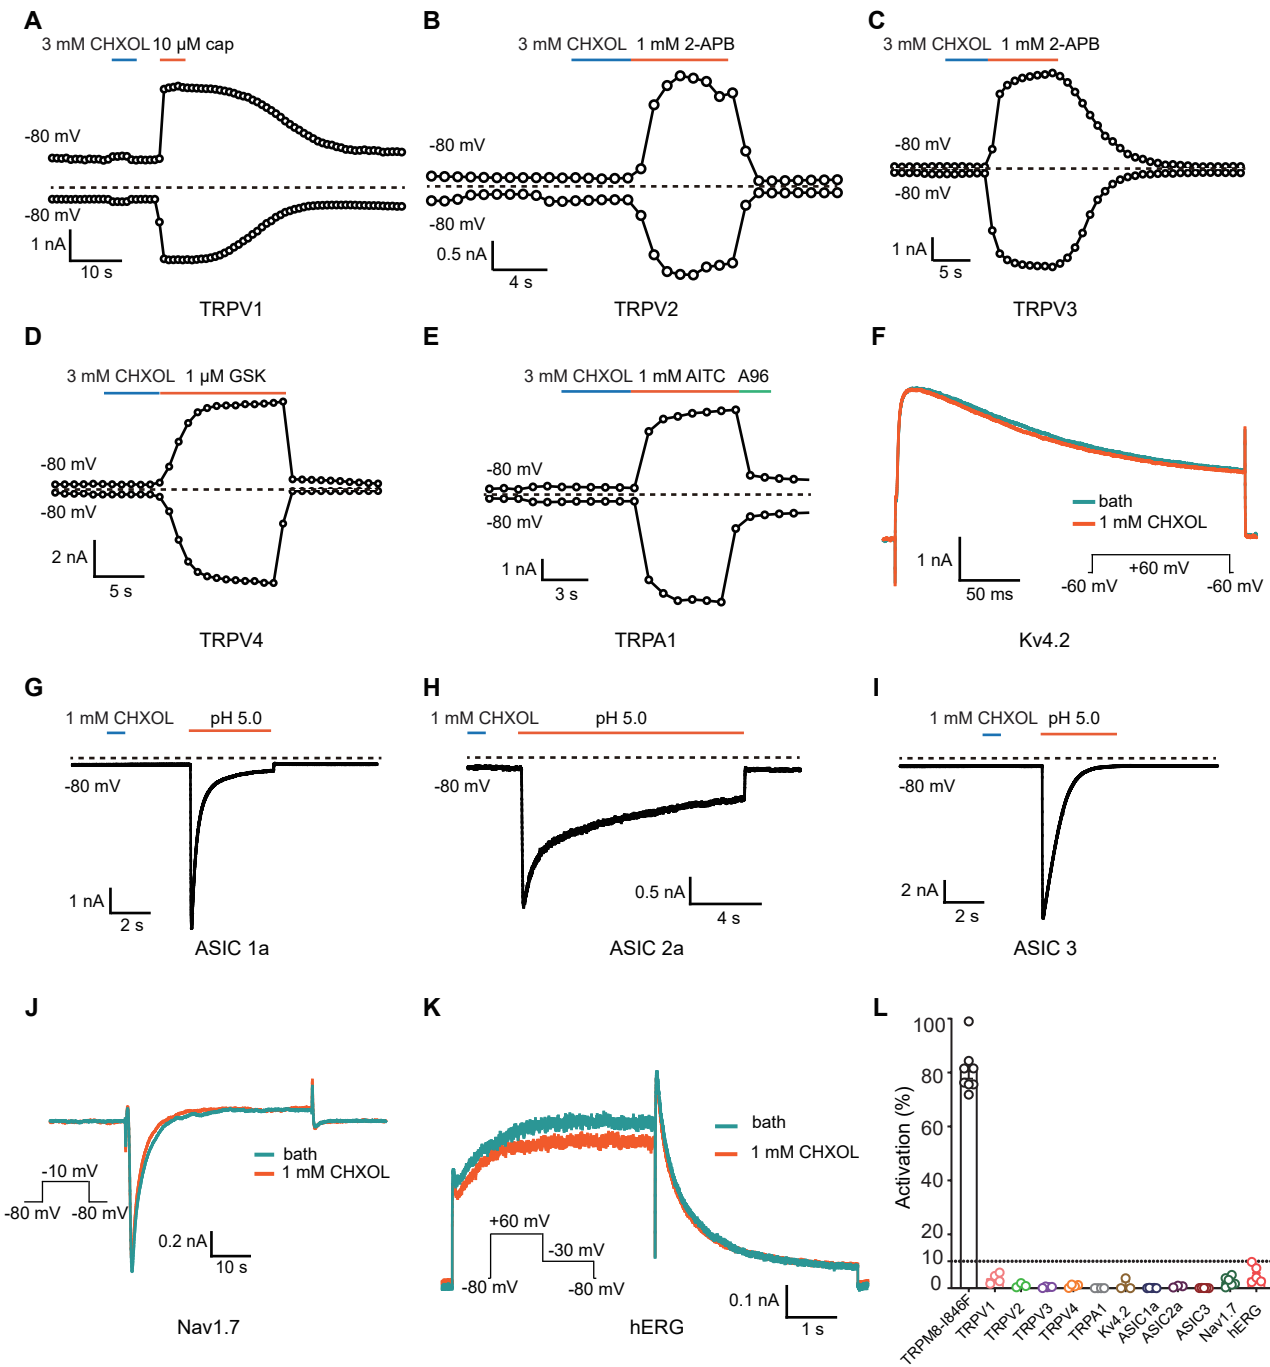 A
3 mM CHXOL 10 µM cap
-80 mV
-80 mV
1 nA
10 s
TRPV1
B
3 mM CHXOL 1 mM 2-APB
-80 mV
-80 mV
0.5 nA
4 s
TRPV2
C
3 mM CHXOL 1 mM 2-APB
-80 mV
-80 mV
1 nA
5 s
TRPV3
D
3 mM CHXOL 1 µM GSK
-80 mV
-80 mV
2 nA
5 s
TRPV4
E
3 mM CHXOL 1 mM AITC A96
-80 mV
-80 mV
1 nA
3 s
TRPA1
F
bath
1 mM CHXOL
1 nA
50 ms
+60 mV
-60 mV -60 mV
Kv4.2
G
1 mM CHXOL pH 5.0
-80 mV
1 nA
2 s
ASIC 1a
H
1 mM CHXOL pH 5.0
-80 mV
0.5 nA
4 s
ASIC 2a
I
1 mM CHXOL pH 5.0
-80 mV
2 nA
2 s
ASIC 3
J
bath
1 mM CHXOL
-10 mV
-80 mV -80 mV
0.2 nA
10 s
Nav1.7
K
bath
1 mM CHXOL
+60 mV
-30 mV
-80 mV -80 mV
0.1 nA
1 s
hERG
L
Activation (%)
100
80
60
40
20
10
0
TRPM8-I846F
TRPV1
TRPV2
TRPV3
TRPV4
TRPA1
Kv4.2
ASIC1a
ASIC2a
ASIC3
Nav1.7
hERG